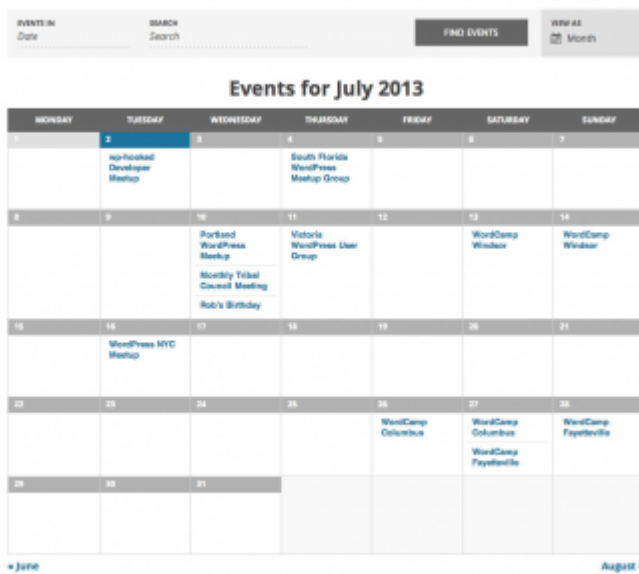 EVENTS IN
Date
SEARCH
Search
FIND EVENTS
VIEW AS
Month
Events for July 2013
MONDAY TUESDAY WEDNESDAY THURSDAY FRIDAY SATURDAY SUNDAY
1 2 3 4 5 6 7
wp-hooked
Developer
Meetup
South Florida
WordPress
Meetup Group
8 9 10 11 12 13 14
Portland
WordPress
Meetup
Monthly Tribal
Council Meeting
Rob's Birthday
Victoria
WordPress User
Group
WordCamp
Windsor
WordCamp
Windsor
15 16 17 18 19 20 21
WordPress NYC
Meetup
22 23 24 25 26 27 28
WordCamp
Columbus
WordCamp
Columbus
WordCamp
Fayetteville
WordCamp
Fayetteville
29 30 31
« June
August